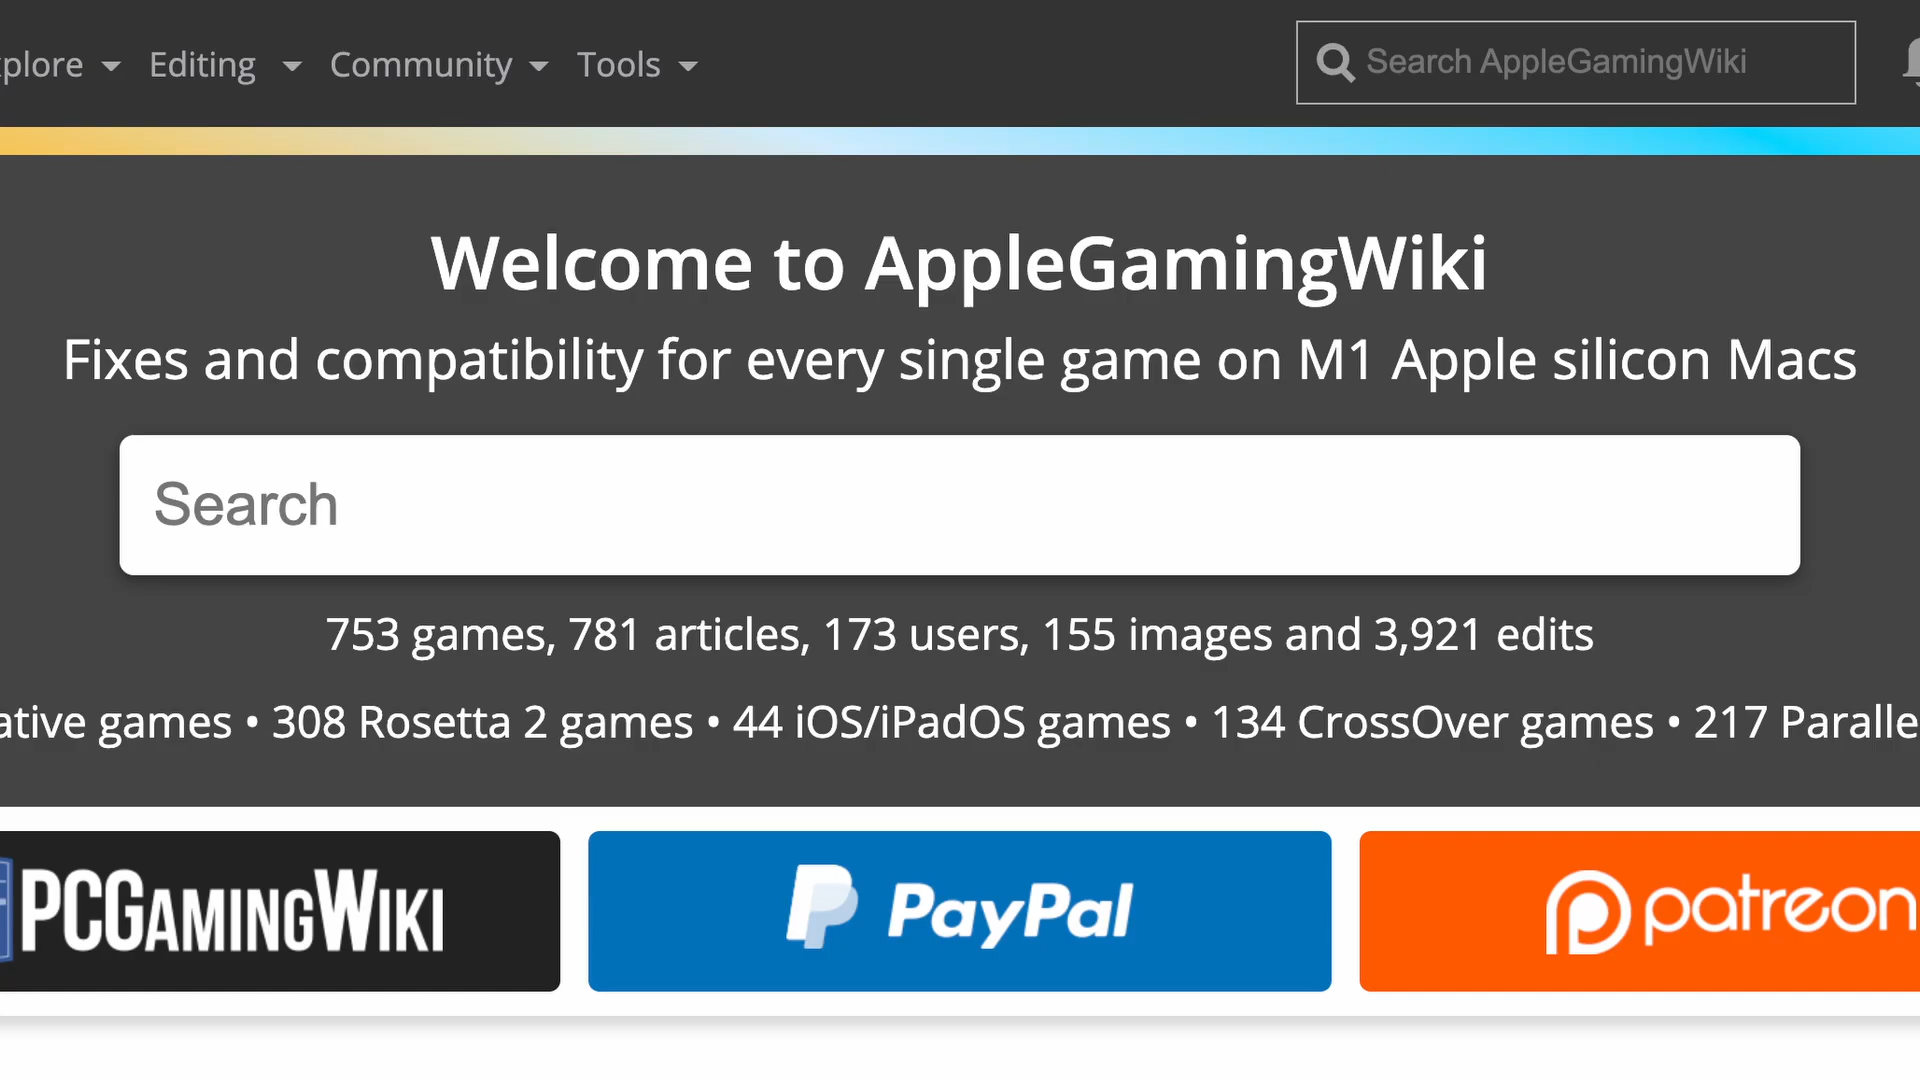 plore Editing Community Tools Search AppleGamingWiki
Welcome to AppleGamingWiki
Fixes and compatibility for every single game on M1 Apple silicon Macs
Search
753 games, 781 articles, 173 users, 155 images and 3,921 edits
ative games • 308 Rosetta 2 games • 44 iOS/iPadOS games • 134 CrossOver games • 217 Paralle
PCGamingWiki PayPal patreon